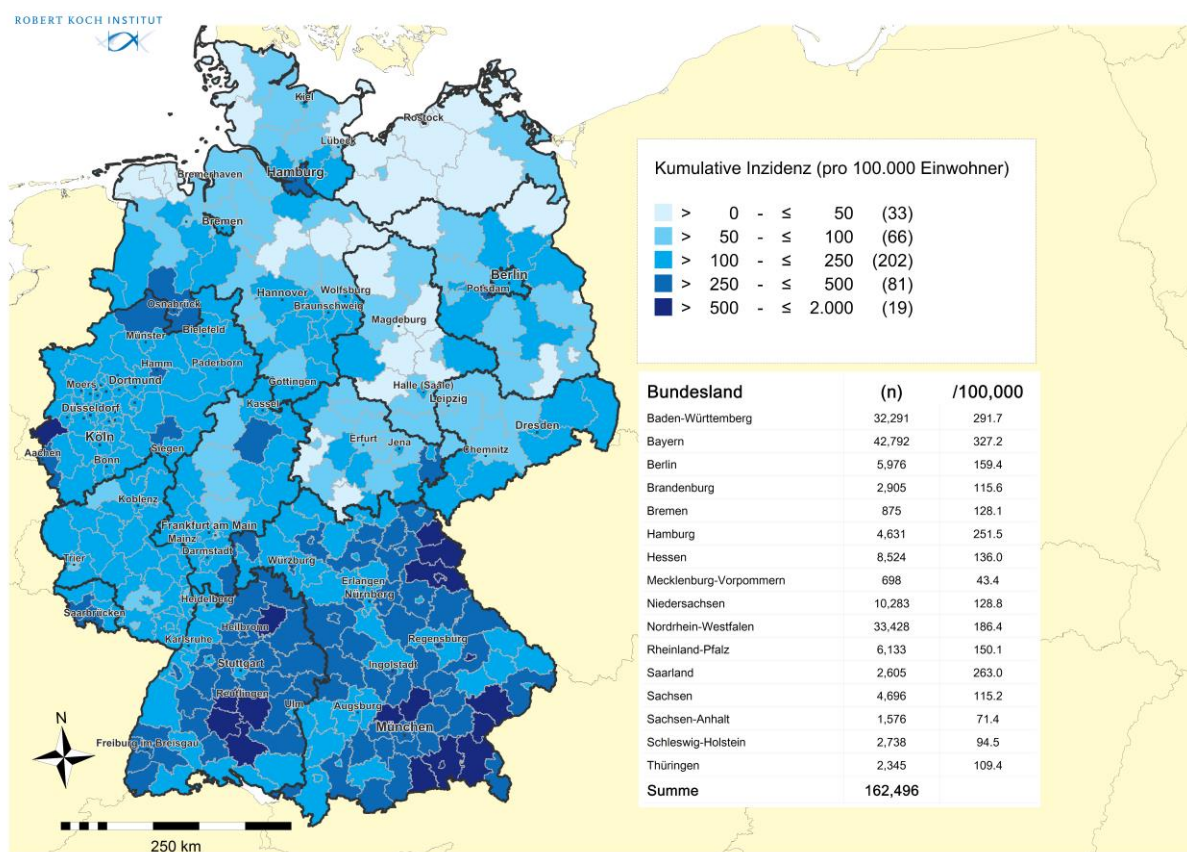 ROBERT KOCH INSTITUT
Kiel
Rostock
Lübeck
Hamburg
Bremerhaven
Bremen
Berlin
Potsdam
Hannover
Wolfsburg
Braunschweig
Osnabrück
Magdeburg
Münster
Bielefeld
Hamm
Paderborn
Moers
Dortmund
Göttingen
Halle (Saale)
Leipzig
Düsseldorf
Kassel
Dresden
Köln
Erfurt
Jena
Aachen
Siegen
Chemnitz
Bonn
Koblenz
Frankfurt am Main
Mainz
Darmstadt
Würzburg
Trier
Erlangen
Nürnberg
Heidelberg
Saarbrücken
Heilbronn
Karlsruhe
Regensburg
Stuttgart
Ingolstadt
Reutlingen
Ulm
Augsburg
München
Freiburg im Breisgau
N
250 km
Kumulative Inzidenz (pro 100.000 Einwohner)
> 0 - ≤ 50 (33)
> 50 - ≤ 100 (66)
> 100 - ≤ 250 (202)
> 250 - ≤ 500 (81)
> 500 - ≤ 2.000 (19)
Bundesland (n) /100,000
Baden-Württemberg 32,291 291.7
Bayern 42,792 327.2
Berlin 5,976 159.4
Brandenburg 2,905 115.6
Bremen 875 128.1
Hamburg 4,631 251.5
Hessen 8,524 136.0
Mecklenburg-Vorpommern 698 43.4
Niedersachsen 10,283 128.8
Nordrhein-Westfalen 33,428 186.4
Rheinland-Pfalz 6,133 150.1
Saarland 2,605 263.0
Sachsen 4,696 115.2
Sachsen-Anhalt 1,576 71.4
Schleswig-Holstein 2,738 94.5
Thüringen 2,345 109.4
Summe 162,496